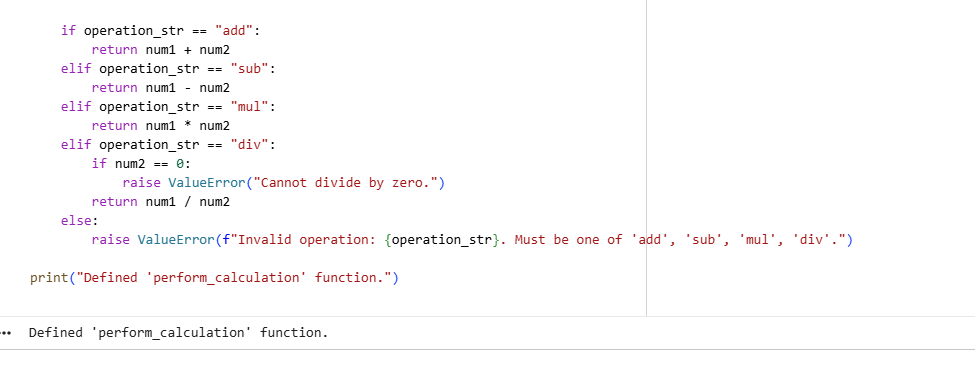 if operation_str == "add":
return num1 + num2
elif operation_str == "sub":
return num1 - num2
elif operation_str == "mul":
return num1 * num2
elif operation_str == "div":
if num2 == 0:
raise ValueError("Cannot divide by zero.")
return num1 / num2
else:
raise ValueError(f"Invalid operation: {operation_str}. Must be one of 'add', 'sub', 'mul', 'div'.")
print("Defined 'perform_calculation' function.")
Defined 'perform_calculation' function.